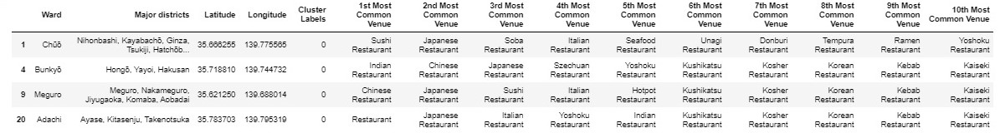 Ward Major districts Latitude Longitude Cluster Labels 1st Most Common Venue 2nd Most Common Venue 3rd Most Common Venue 4th Most Common Venue 5th Most Common Venue 6th Most Common Venue 7th Most Common Venue 8th Most Common Venue 9th Most Common Venue 10th Most Common Venue
1 Chūō Nihonbashi, Kayabachō, Ginza, Tsukiji, Hatchōb... 35.666255 139.775565 0 Sushi Restaurant Japanese Restaurant Soba Restaurant Italian Restaurant Seafood Restaurant Unagi Restaurant Donburi Restaurant Tempura Restaurant Ramen Restaurant Yoshoku Restaurant
4 Bunkyō Hongō, Yayoi, Hakusan 35.718810 139.744732 0 Indian Restaurant Chinese Restaurant Japanese Restaurant Szechuan Restaurant Yoshoku Restaurant Kushikatsu Restaurant Kosher Restaurant Korean Restaurant Kebab Restaurant Kaiseki Restaurant
9 Meguro Meguro, Nakameguro, Jiyugaoka, Komaba, Aobadai 35.621250 139.688014 0 Chinese Restaurant Japanese Restaurant Sushi Restaurant Italian Restaurant Hotpot Restaurant Kushikatsu Restaurant Kosher Restaurant Korean Restaurant Kebab Restaurant Kaiseki Restaurant
20 Adachi Ayase, Kitasenju, Takenotsuka 35.783703 139.795319 0 Restaurant Japanese Restaurant Italian Restaurant Yoshoku Restaurant Indian Restaurant Kushikatsu Restaurant Kosher Restaurant Korean Restaurant Kebab Restaurant Kaiseki Restaurant